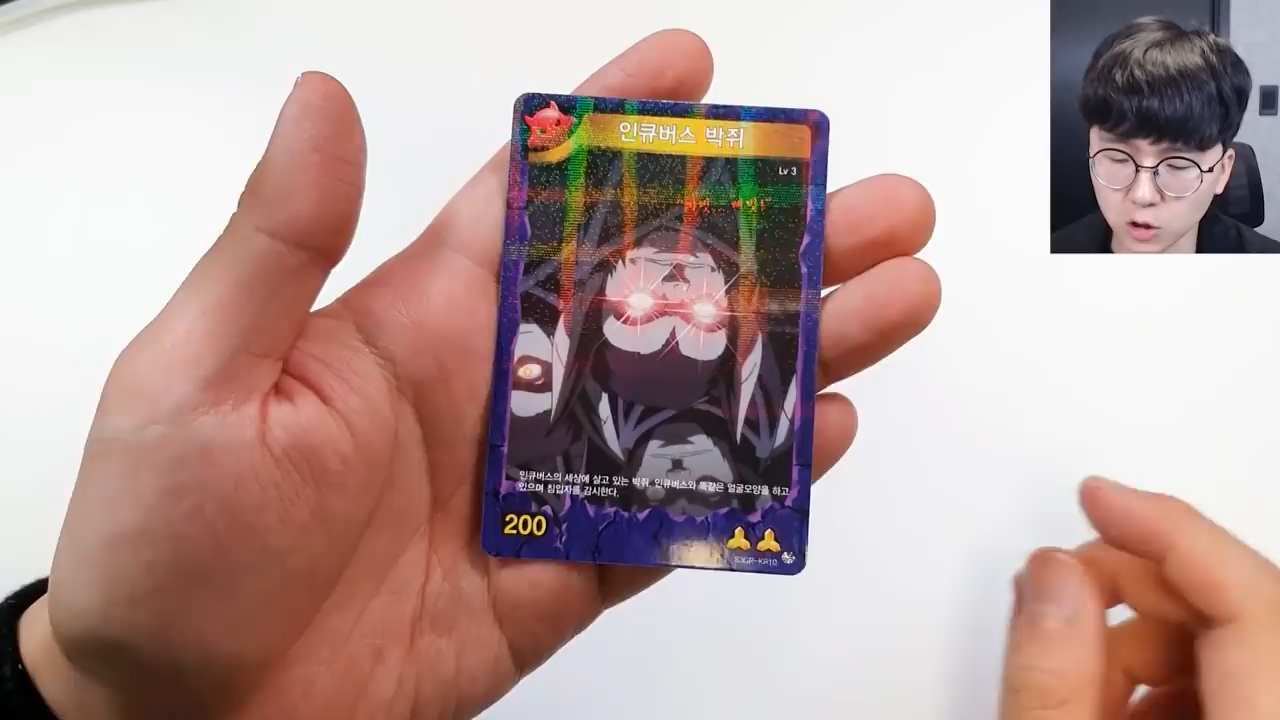 인큐버스 박쥐
Lv 3
인큐버스의 세상에 살고 있는 박쥐. 인큐버스와 똑같은 얼굴모양을 하고
있으며 침입자를 감시한다.
200
S3GR-KR10